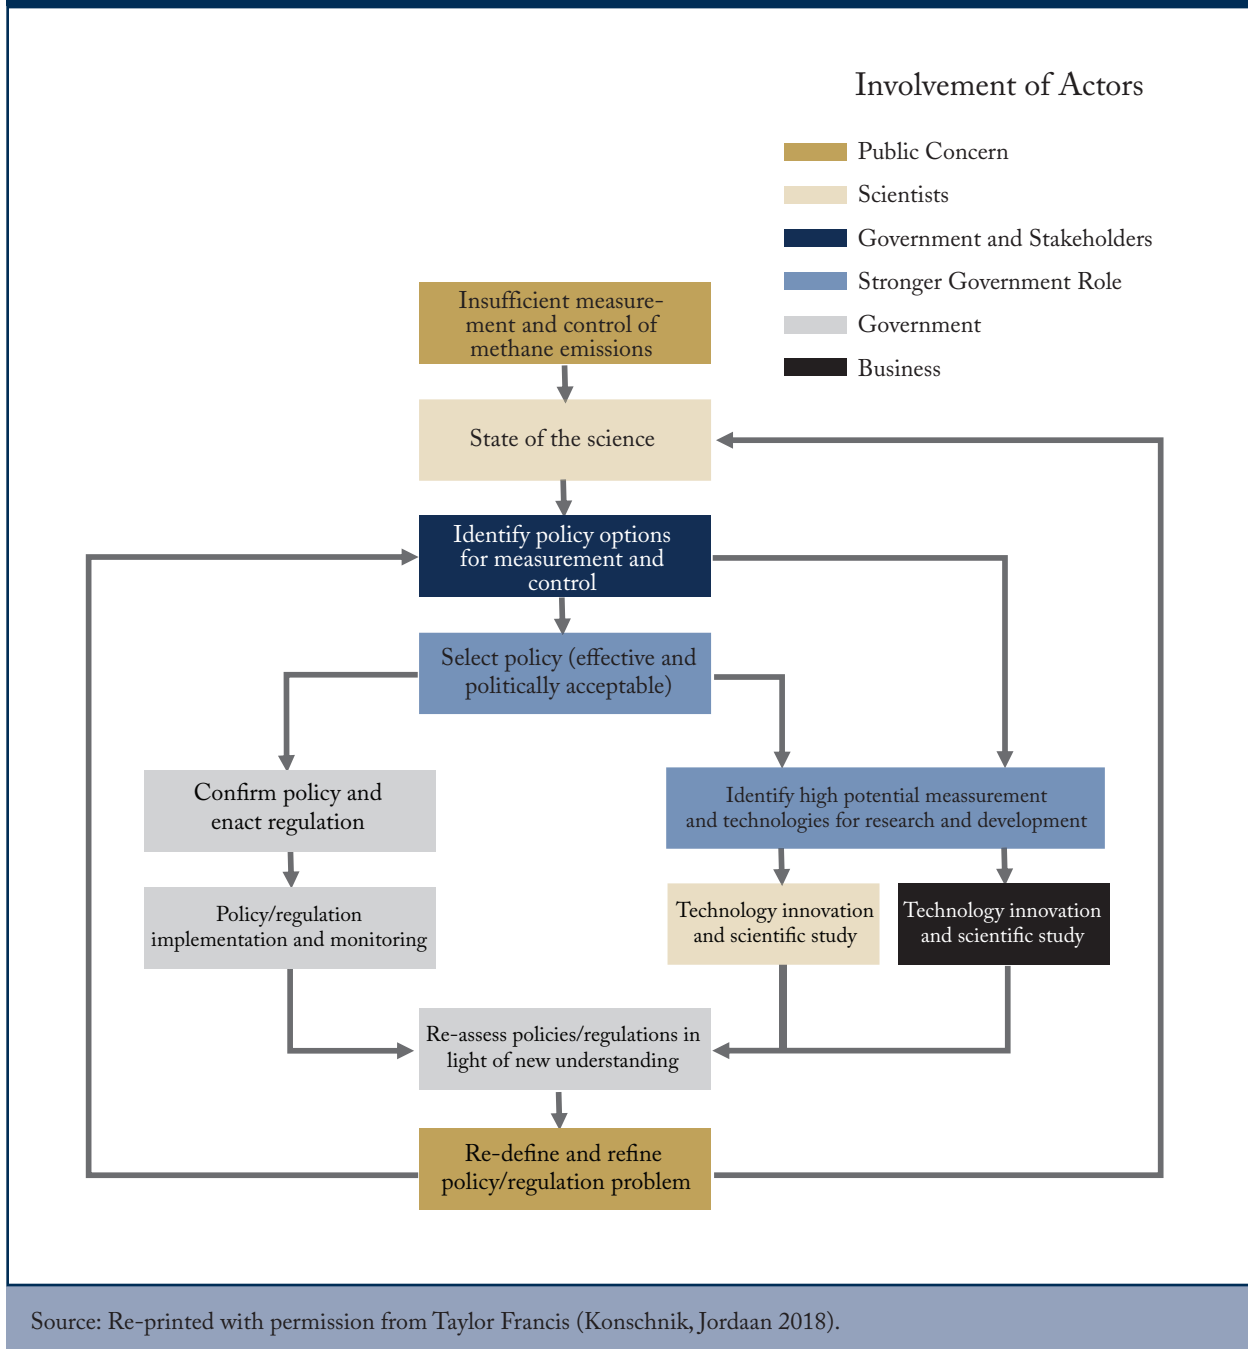 Involvement of Actors
Public Concern
Scientists
Government and Stakeholders
Stronger Government Role
Government
Business
Insufficient measure-
ment and control of
methane emissions
State of the science
Identify policy options
for measurement and
control
Select policy (effective and
politically acceptable)
Confirm policy and
enact regulation
Identify high potential meassurement
and technologies for research and development
Policy/regulation
implementation and monitoring
Technology innovation
and scientific study
Technology innovation
and scientific study
Re-assess policies/regulations in
light of new understanding
Re-define and refine
policy/regulation problem
Source: Re-printed with permission from Taylor Francis (Konschnik, Jordaan 2018).